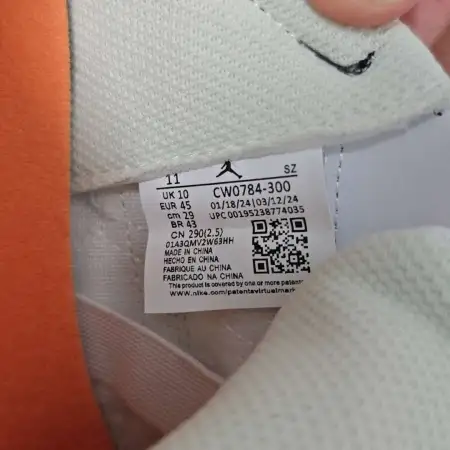 11 SZ
UK 10 CW0784-300
EUR 45 01/18/24|03/12/24
cm 29 UPC 00195238774035
BR 43
CN 290(2.5)
01A3QMV2W63HH
MADE IN CHINA
HECHO EN CHINA
FABRIQUE AU CHINA
FABRICADO NA CHINA
This product is covered by one or more patents
www.nike.com/patentsvirtualmark